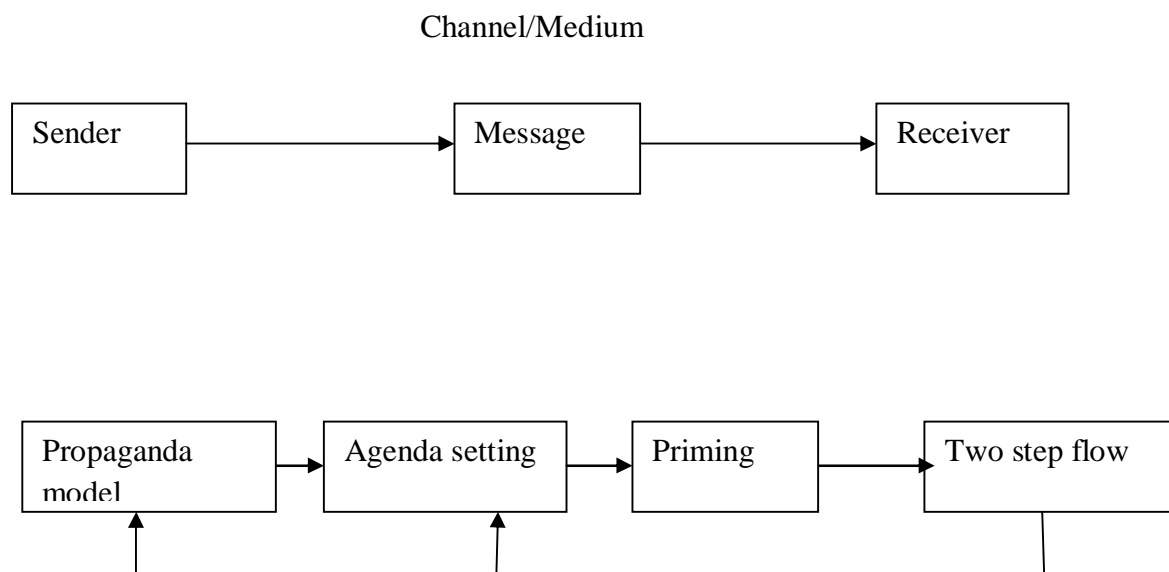 Channel/Medium
Sender
Message
Receiver
Propaganda
model
Agenda setting
Priming
Two step flow